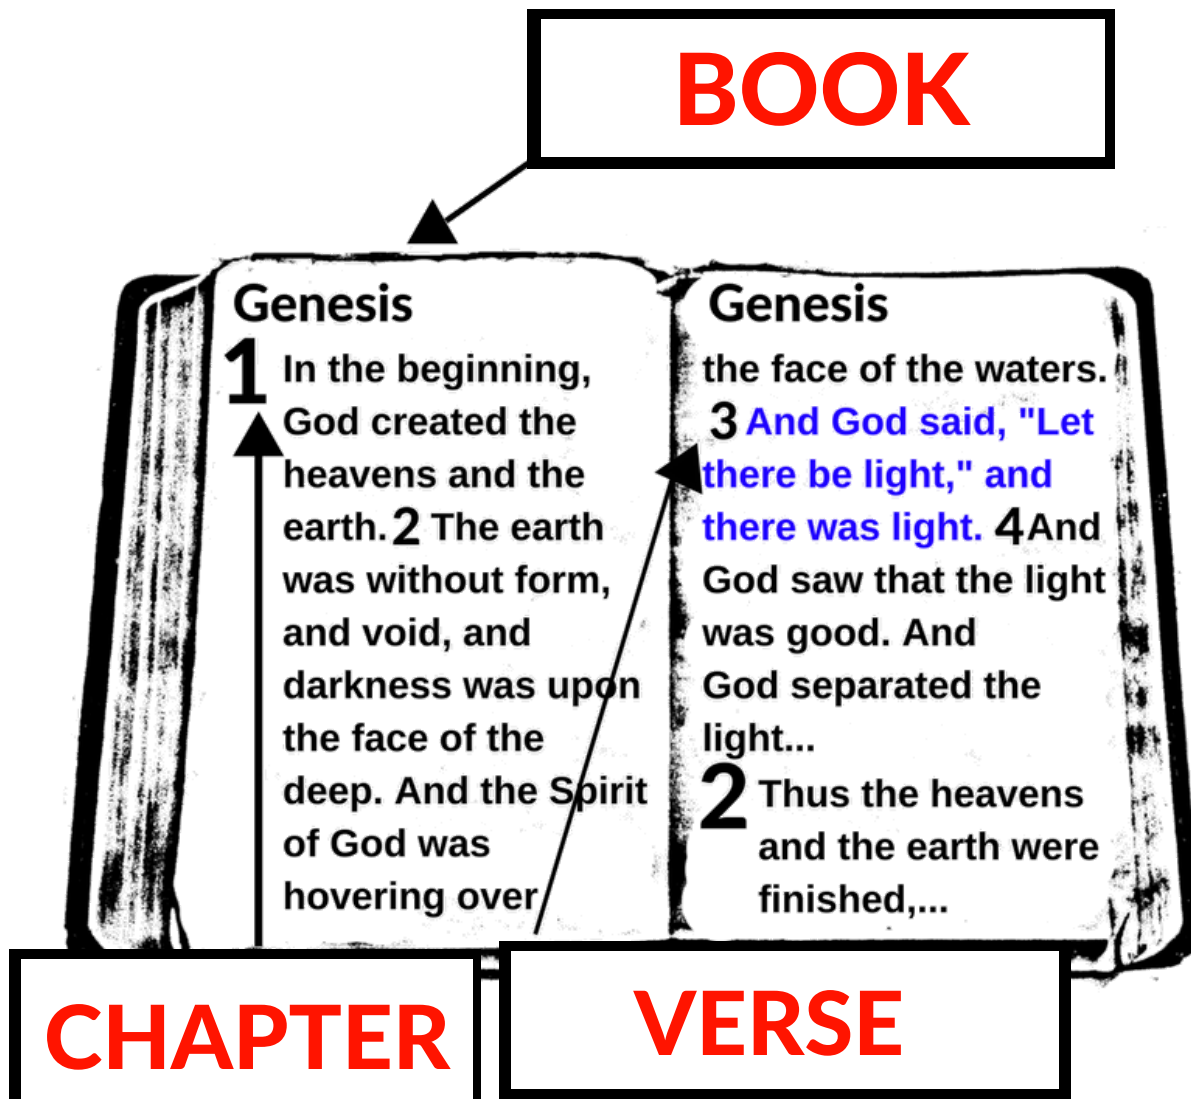 BOOK
Genesis
1 In the beginning,
God created the
heavens and the
earth. 2 The earth
was without form,
and void, and
darkness was upon
the face of the
deep. And the Spirit
of God was
hovering over
Genesis
the face of the waters.
3 And God said, "Let
there be light," and
there was light. 4 And
God saw that the light
was good. And
God separated the
light...
2 Thus the heavens
and the earth were
finished,...
CHAPTER
VERSE